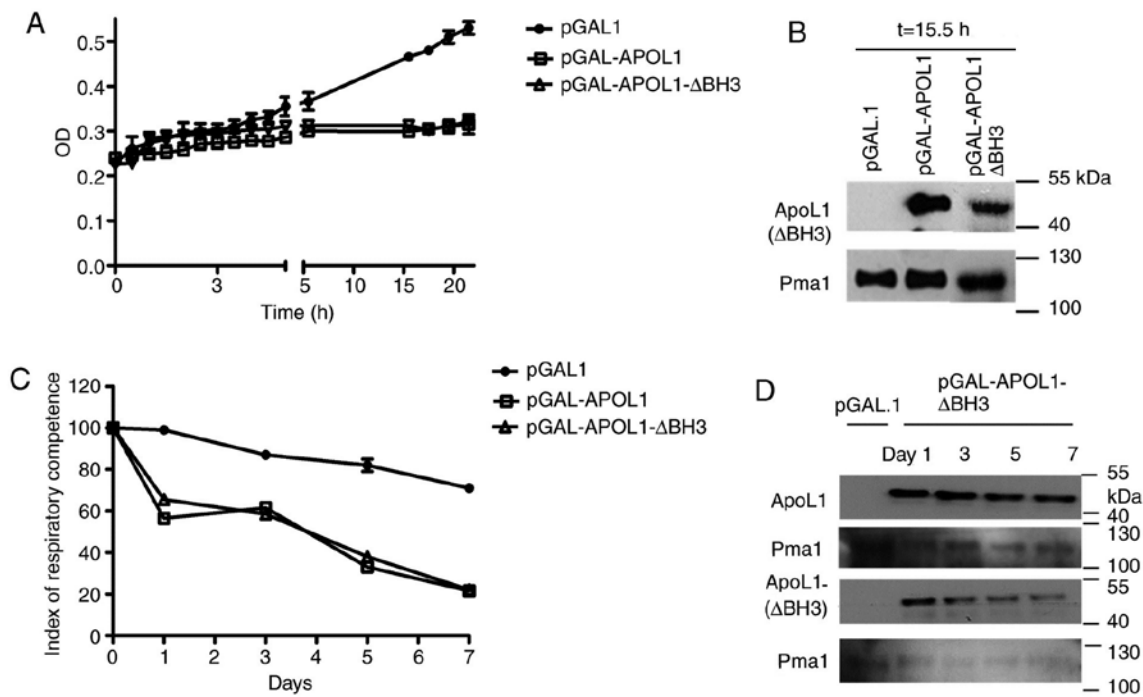 A
OD
0.5
0.4
0.3
0.2
0.0
0
3
5
10
15
20
Time (h)
pGAL1
pGAL-APOL1
pGAL-APOL1-ΔBH3
B
t=15.5 h
pGAL.1
pGAL-APOL1
pGAL-APOL1
ΔBH3
ApoL1
(ΔBH3)
55 kDa
40
Pma1
130
100
C
Index of respiratory competence
120
100
80
60
40
20
0
0
1
2
3
4
5
6
7
Days
pGAL1
pGAL-APOL1
pGAL-APOL1-ΔBH3
D
pGAL.1
pGAL-APOL1-
ΔBH3
Day 1 3 5 7
ApoL1
55
kDa
40
Pma1
130
100
ApoL1-
(ΔBH3)
55
40
Pma1
130
100